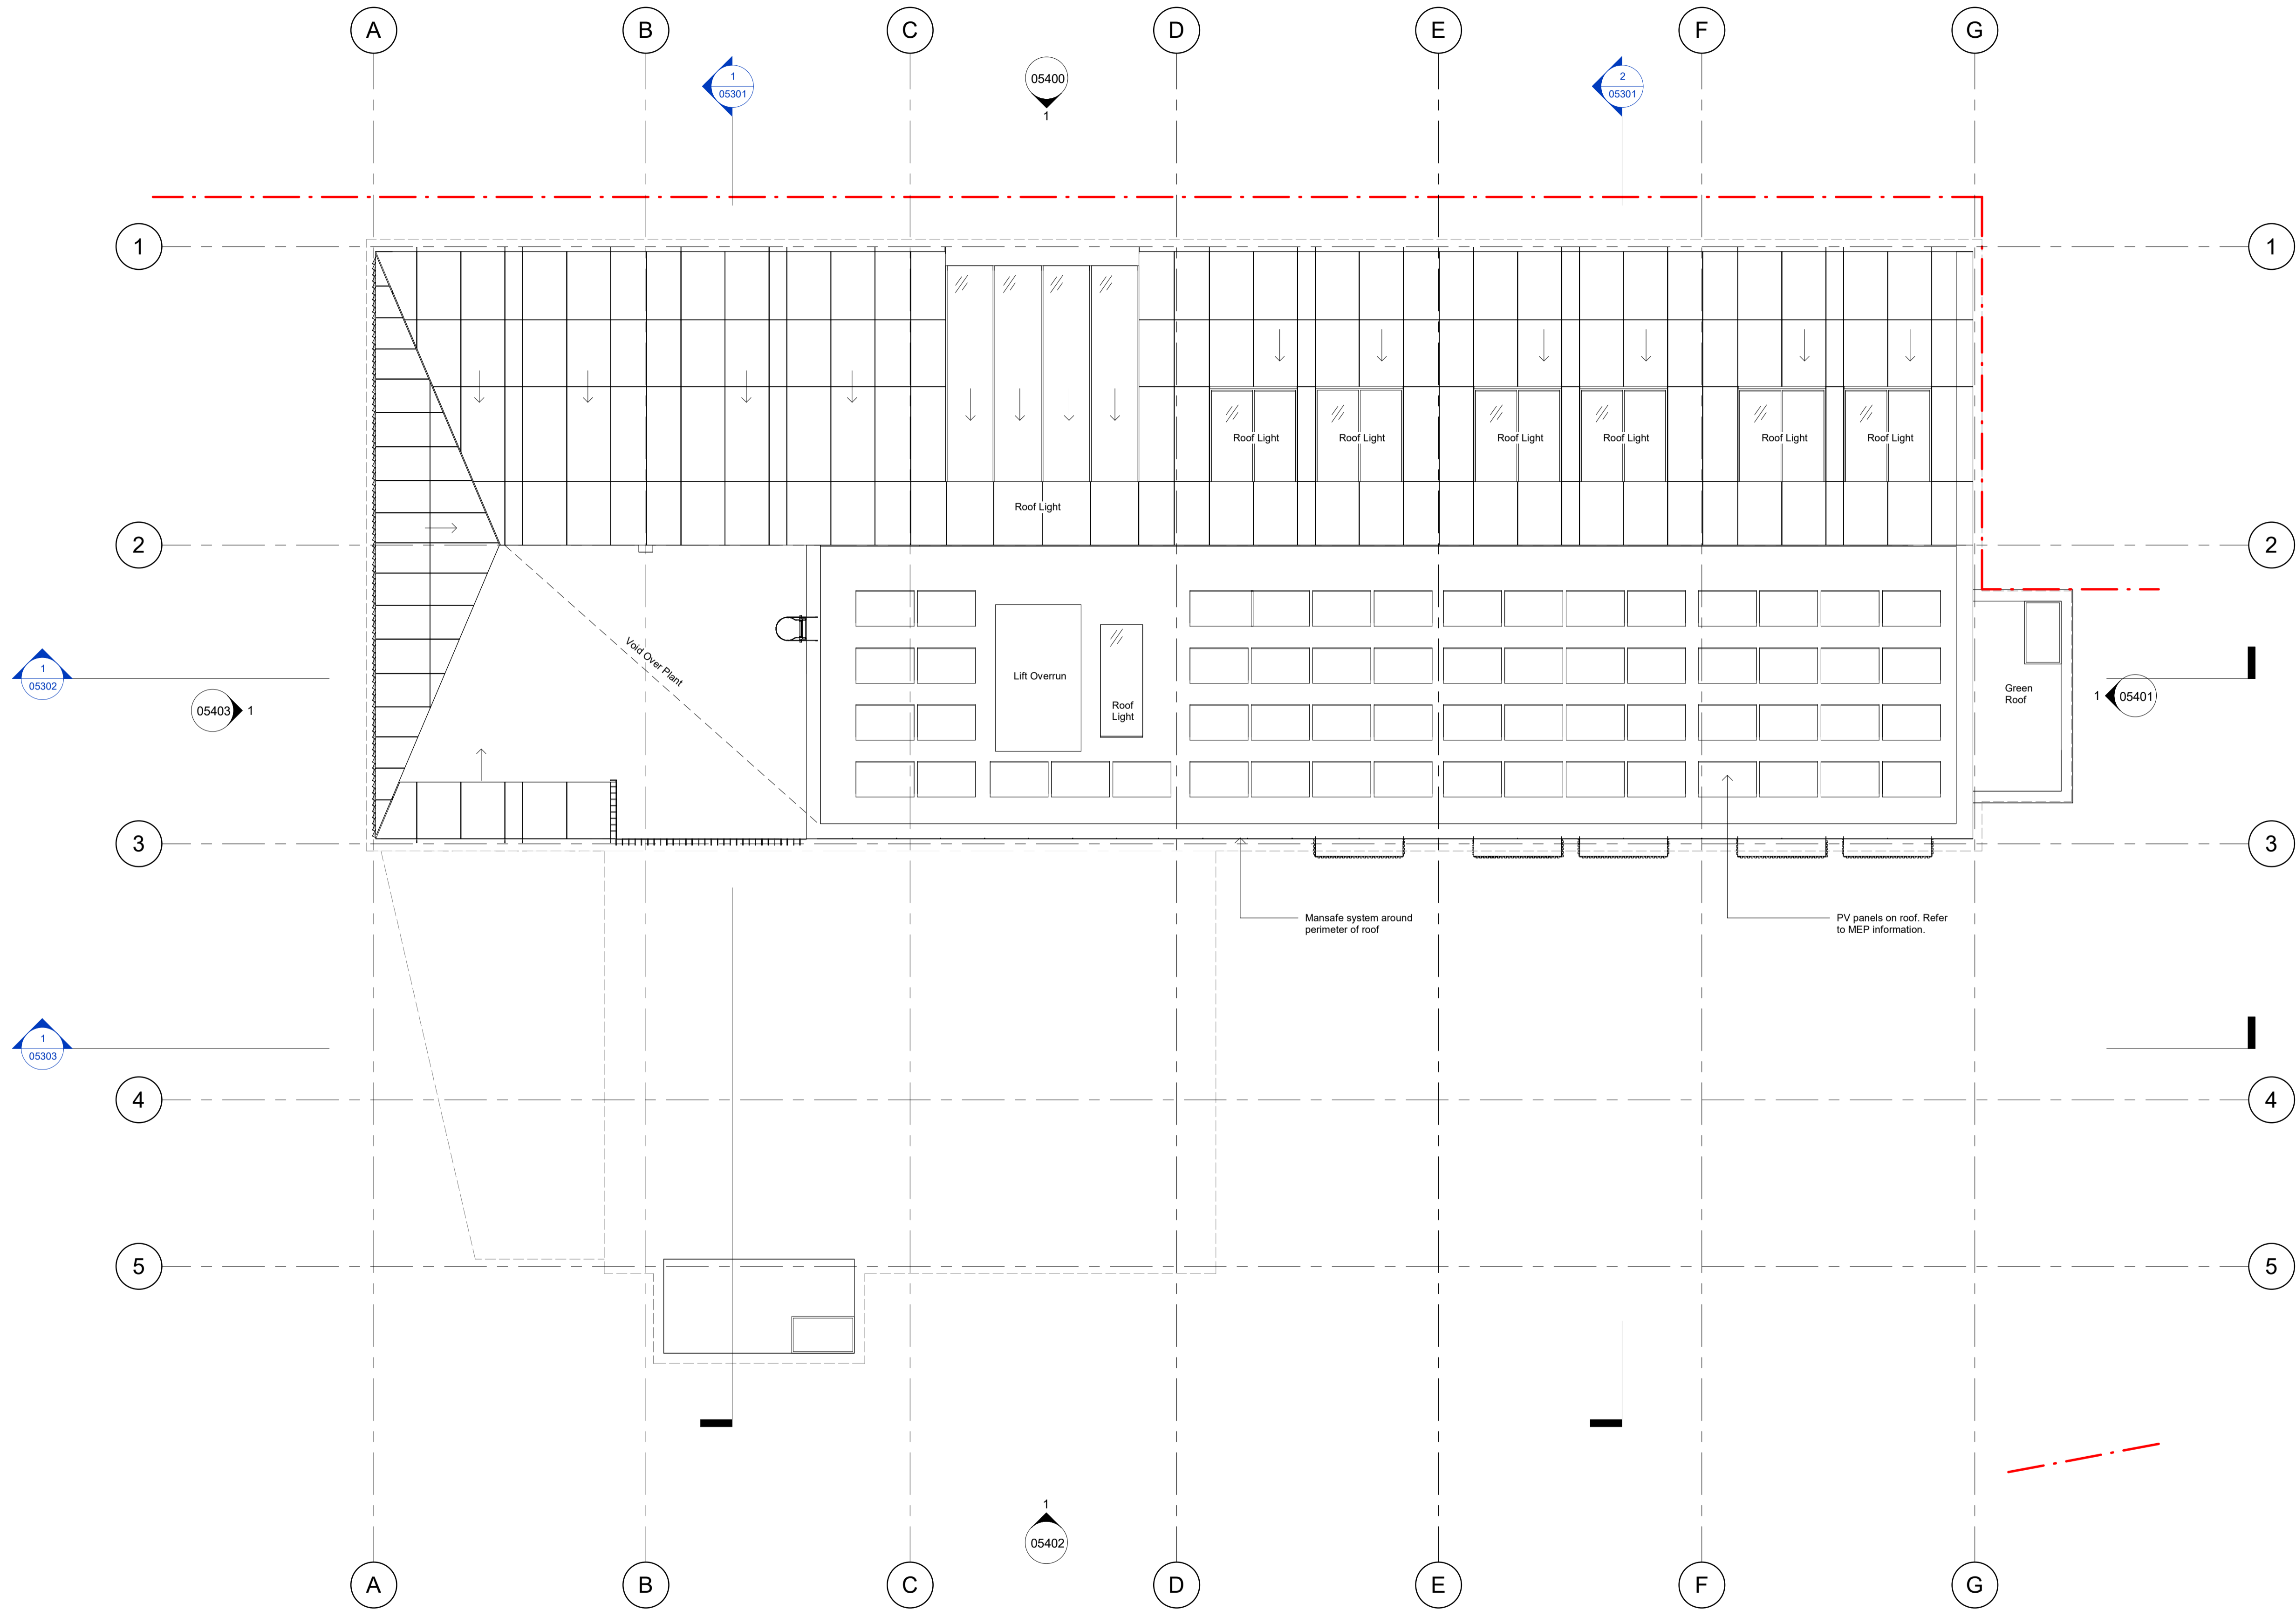 A B C D E F G
1
05301
05400
1
2
05301
1 1
Roof Light Roof Light Roof Light Roof Light Roof Light Roof Light
Roof Light
2 2
Void Over Plant
Lift Overrun
Roof
Light
Green
Roof
1
05302
05403 1
1 05401
3 3
Mansafe system around
perimeter of roof
PV panels on roof. Refer
to MEP information.
1
05303
4 4
5 5
1
05402
A B C D E F G